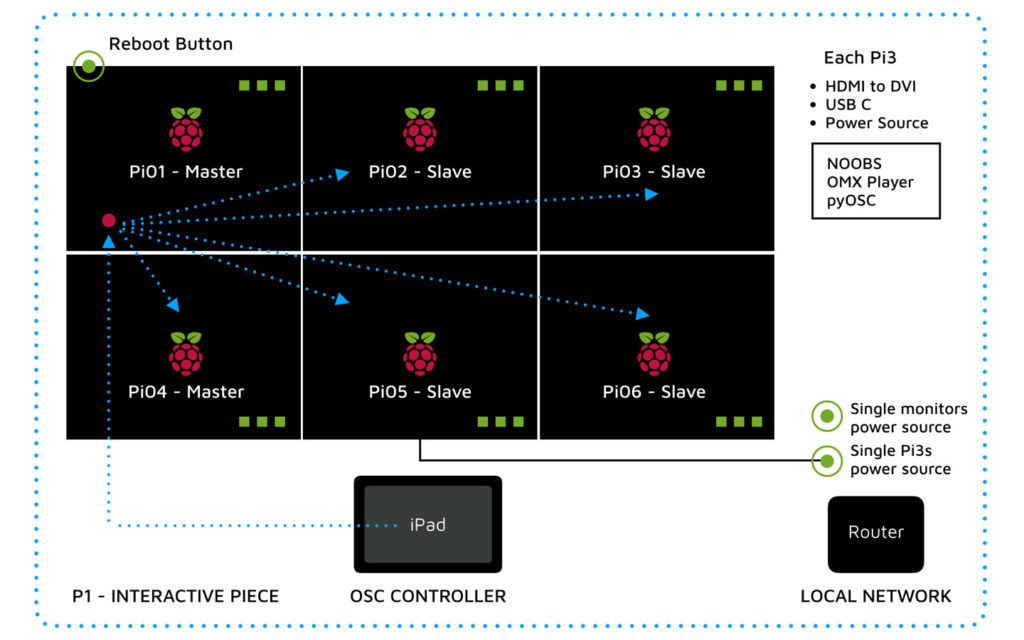 Reboot Button
Pi01 - Master
Pi02 - Slave
Pi03 - Slave
Each Pi3
• HDMI to DVI
• USB C
• Power Source
NOOBS
OMX Player
pyOSC
Pi04 - Master
Pi05 - Slave
Pi06 - Slave
Single monitors
power source
Single Pi3s
power source
iPad
Router
P1 - INTERACTIVE PIECE
OSC CONTROLLER
LOCAL NETWORK